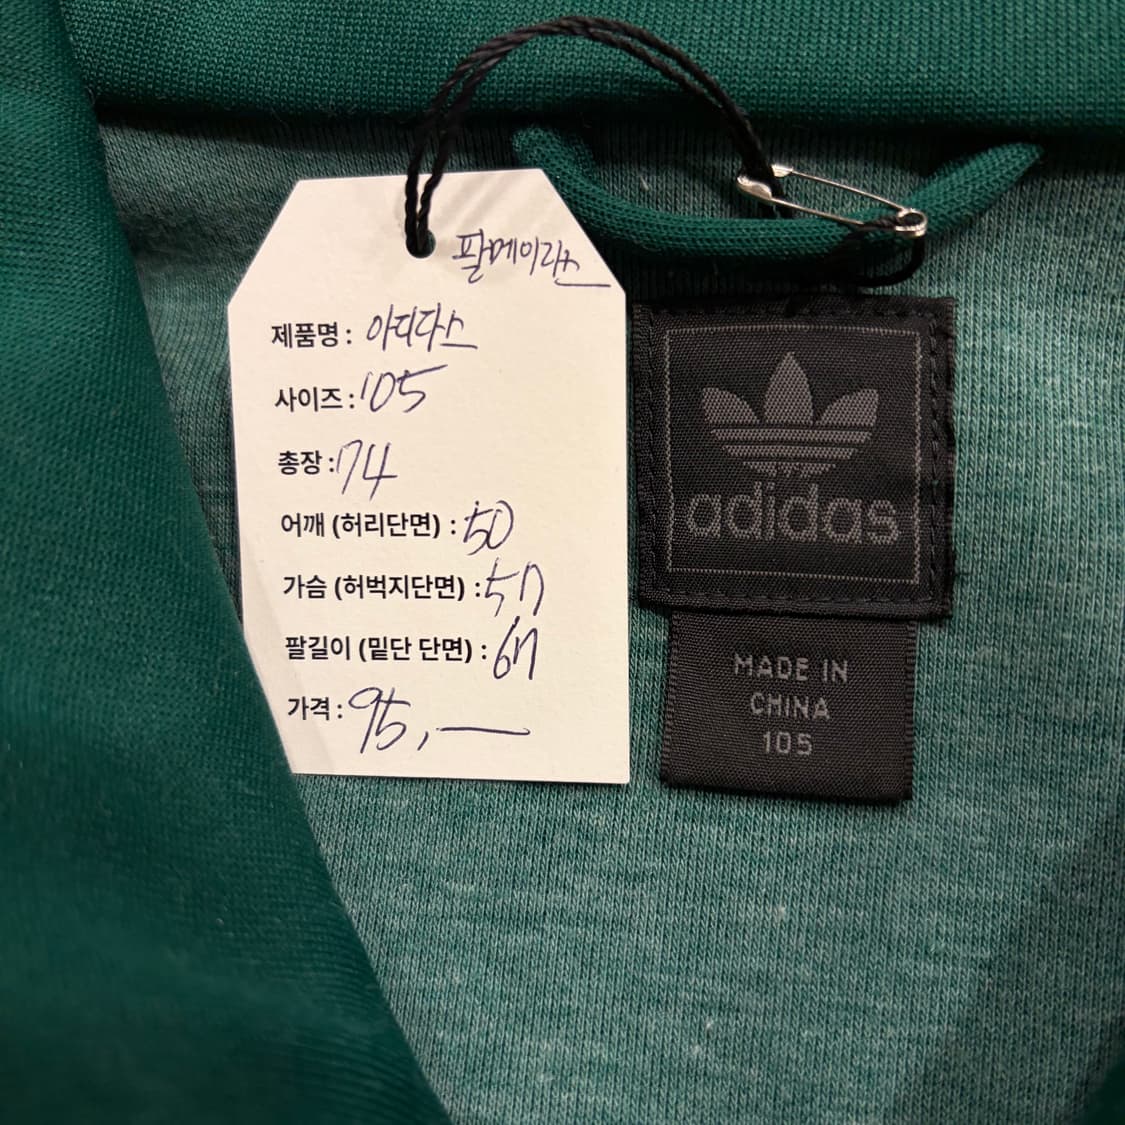 팔메이라스
제품명 : 아디다스
사이즈 : 105
총장 : 74
어깨 (허리단면) : 50
가슴 (허벅지단면) : 57
팔길이 (밑단 단면) : 67
가격 : 95,—
adidas
MADE IN
CHINA
105